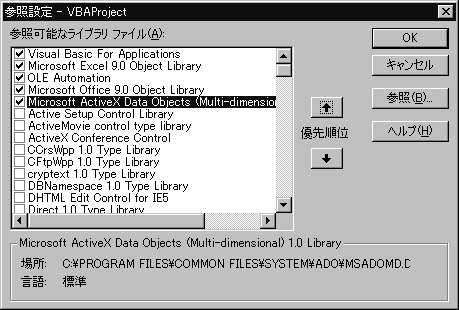 参照設定 - VBAProject
参照可能なライブラリ ファイル(A):
Visual Basic For Applications
Microsoft Excel 9.0 Object Library
OLE Automation
Microsoft Office 9.0 Object Library
Microsoft ActiveX Data Objects (Multi-dimension
Active Setup Control Library
ActiveMovie control type library
ActiveX Conference Control
CCrsWpp 1.0 Type Library
CFtpWpp 1.0 Type Library
cryptext 1.0 Type Library
DBNamespace 1.0 Type Library
DHTML Edit Control for IE5
Direct 1.0 Type Library
優先順位
OK
キャンセル
参照(B)...
ヘルプ(H)
Microsoft ActiveX Data Objects (Multi-dimensional) 1.0 Library
場所: C:¥PROGRAM FILES¥COMMON FILES¥SYSTEM¥ADO¥MSADOMD.D
言語: 標準